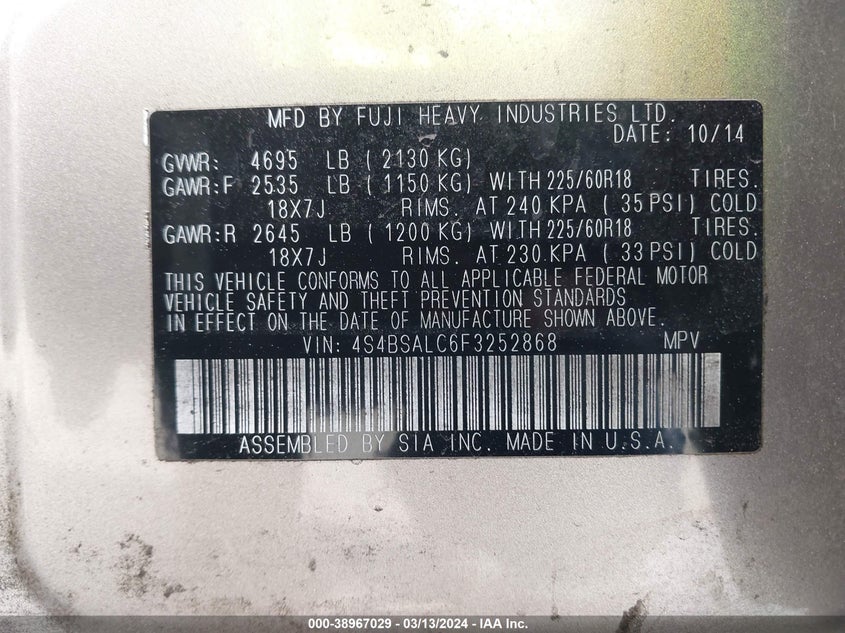 MFD BY FUJI HEAVY INDUSTRIES LTD.
DATE: 10/14
GVWR: 4695 LB ( 2130 KG)
GAWR:F 2535 LB ( 1150 KG) WITH 225/60R18 TIRES.
18X7J RIMS. AT 240 KPA ( 35 PSI) COLD
GAWR:R 2645 LB ( 1200 KG) WITH 225/60R18 TIRES.
18X7J RIMS. AT 230 KPA ( 33 PSI) COLD
THIS VEHICLE CONFORMS TO ALL APPLICABLE FEDERAL MOTOR
VEHICLE SAFETY AND THEFT PREVENTION STANDARDS
IN EFFECT ON THE DATE OF MANUFACTURE SHOWN ABOVE.
VIN: 4S4BSALC6F3252868 MPV
ASSEMBLED BY SIA INC. MADE IN U.S.A.
000-38967029 - 03/13/2024 - IAA Inc.